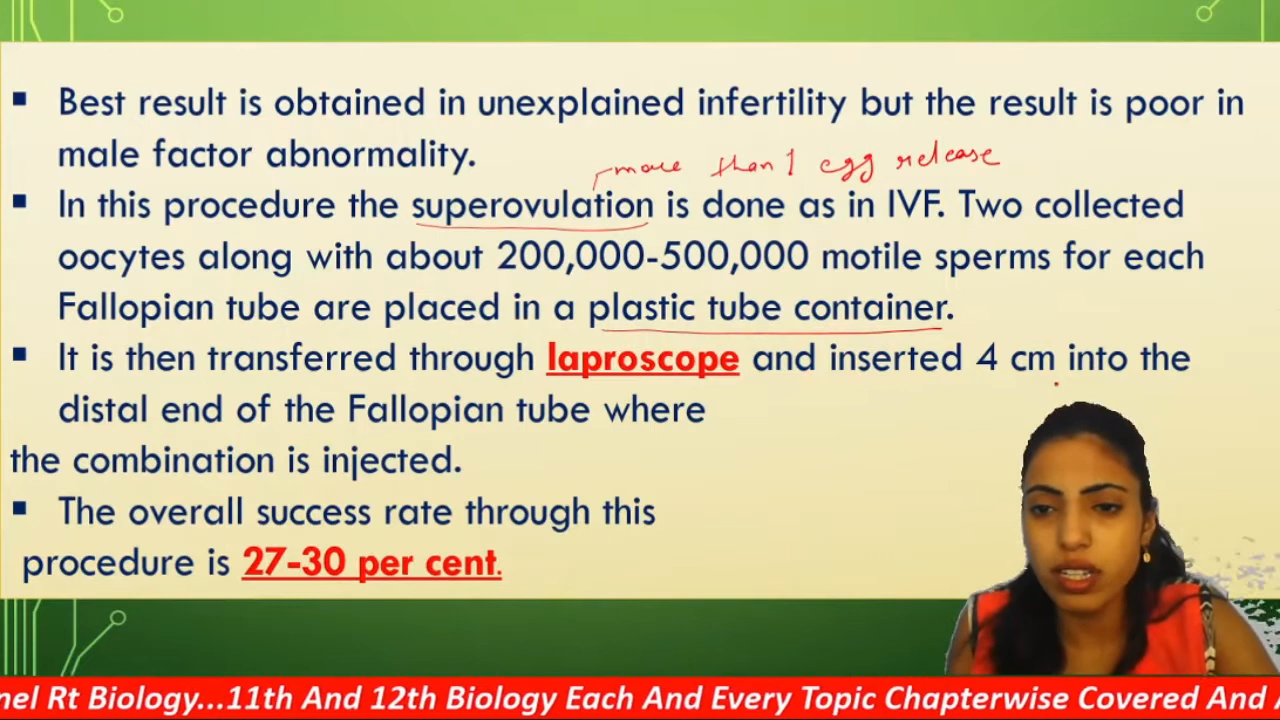 ▪ Best result is obtained in unexplained infertility but the result is poor in
male factor abnormality.
more than 1 egg release
▪ In this procedure the superovulation is done as in IVF. Two collected
oocytes along with about 200,000-500,000 motile sperms for each
Fallopian tube are placed in a plastic tube container.
▪ It is then transferred through laproscope and inserted 4 cm into the
distal end of the Fallopian tube where
the combination is injected.
▪ The overall success rate through this
procedure is 27-30 per cent.
nel Rt Biology...11th And 12th Biology Each And Every Topic Chapterwise Covered And